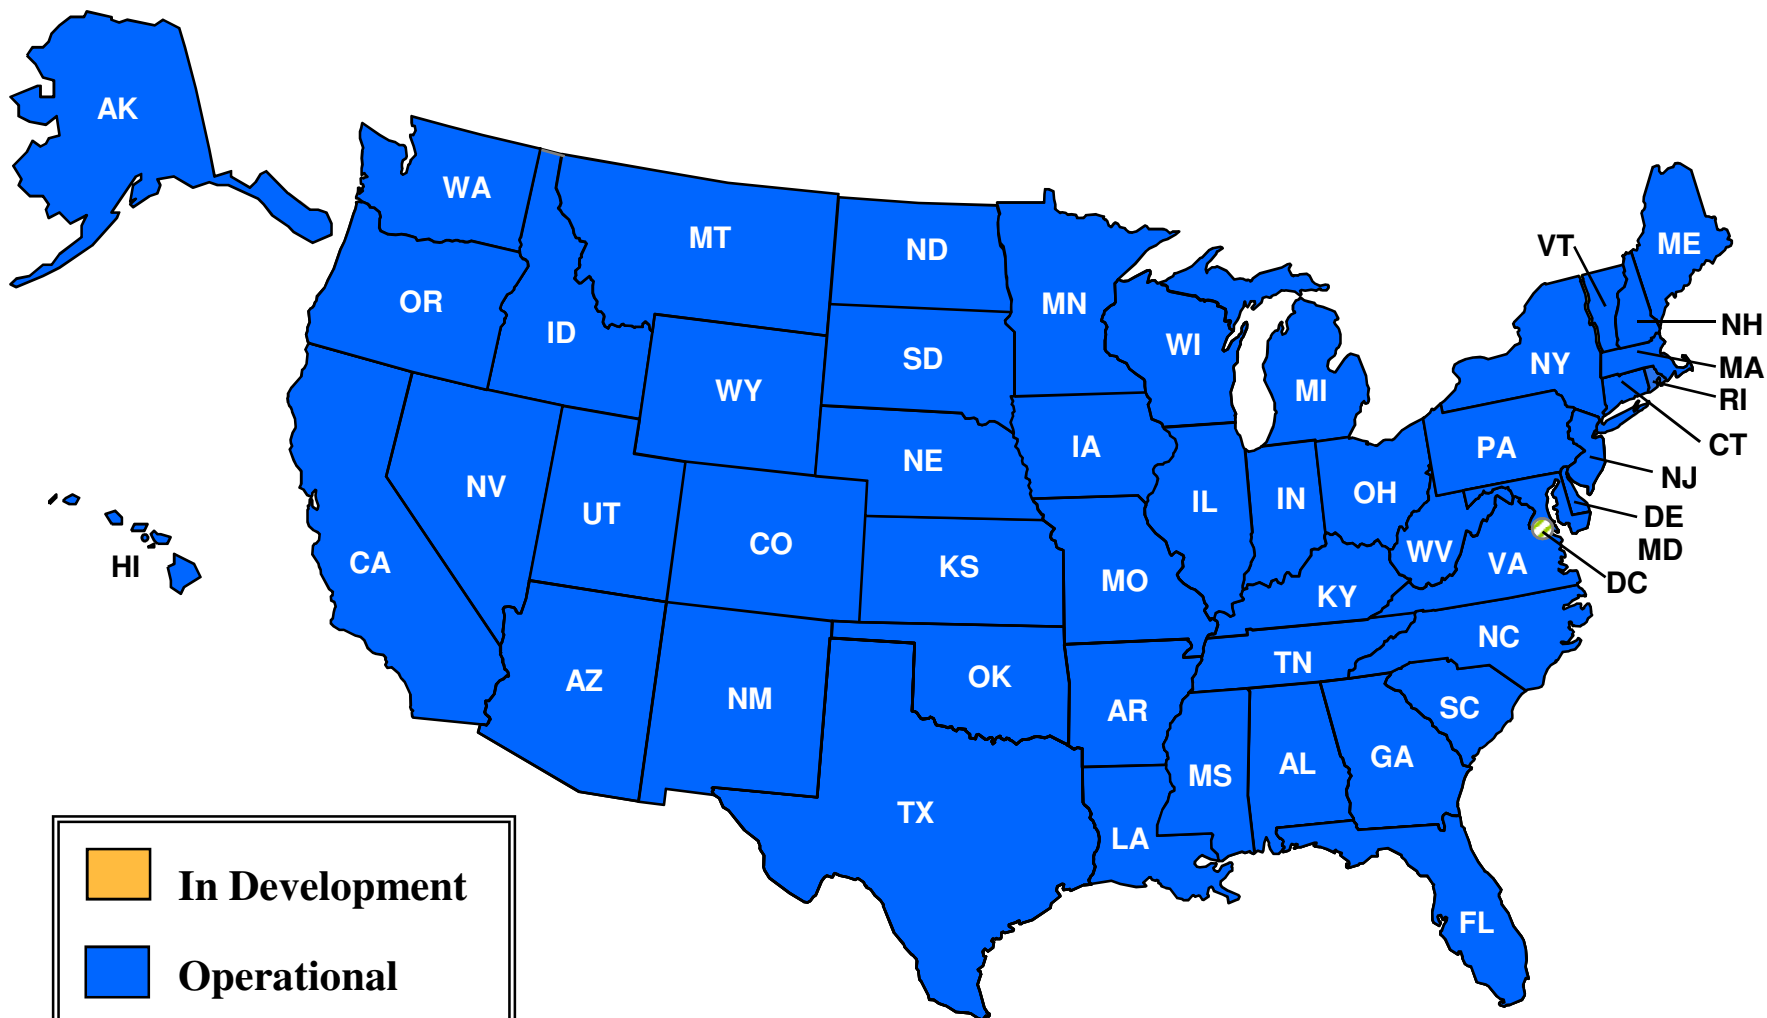 AK
WA
MT
ND
MN
VT
ME
OR
ID
SD
WI
NH
NY
MA
WY
MI
RI
CT
IA
PA
NE
NJ
NV
UT
IL
IN
OH
DE
CO
WV
MD
HI
CA
KS
MO
VA
DC
KY
NC
AZ
NM
OK
TN
AR
SC
MS
AL
GA
TX
LA
FL
In Development
Operational